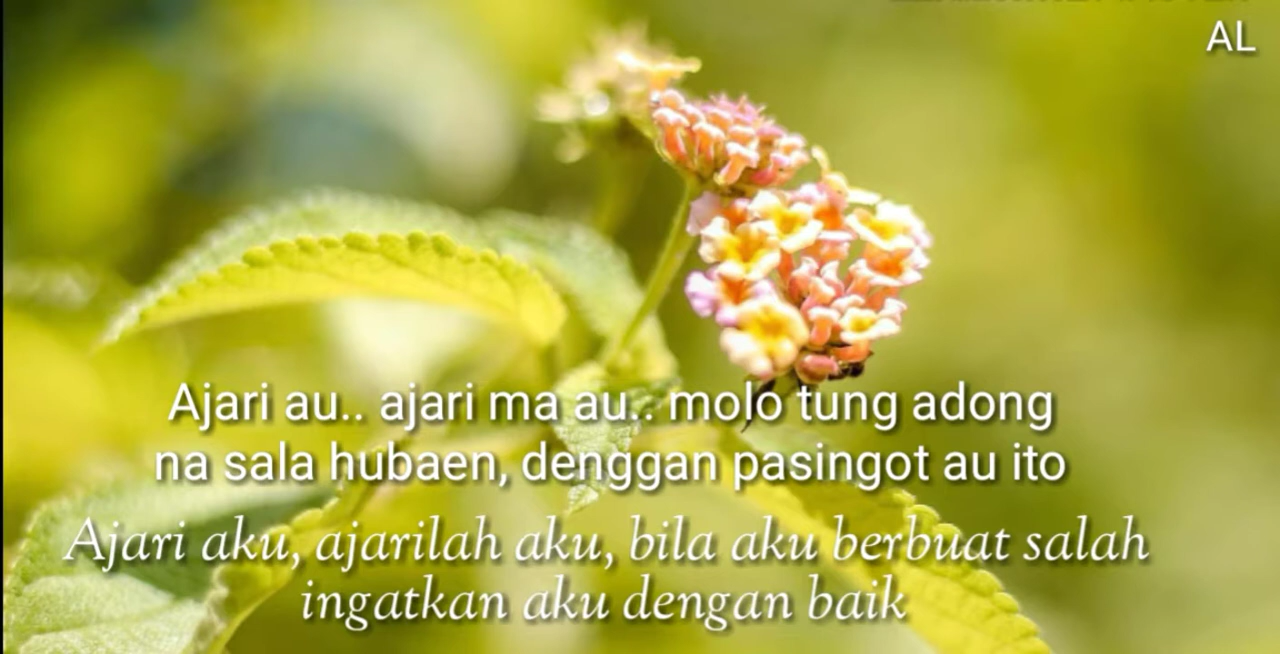 AL
Ajari au.. ajari ma au.. molo tung adong
na sala hubaen, denggan pasingot au ito
Ajari aku, ajarilah aku, bila aku berbuat salah
ingatkan aku dengan baik